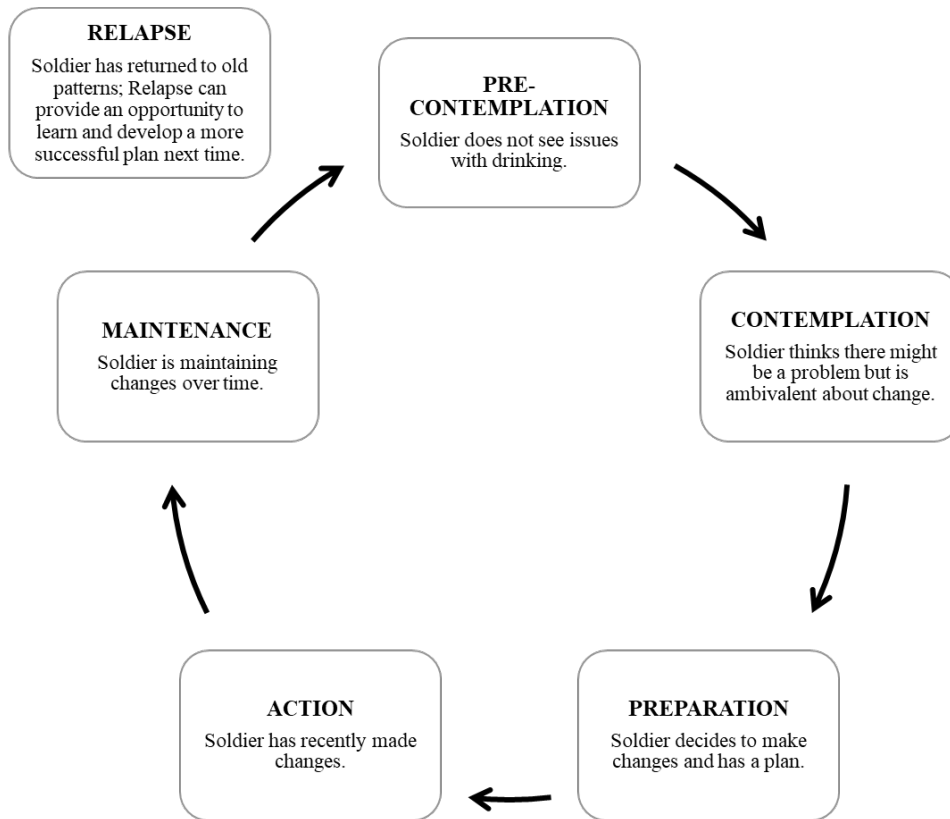 RELAPSE
Soldier has returned to old
patterns; Relapse can
provide an opportunity to
learn and develop a more
successful plan next time.
PRE-
CONTEMPLATION
Soldier does not see issues
with drinking.
CONTEMPLATION
Soldier thinks there might
be a problem but is
ambivalent about change.
PREPARATION
Soldier decides to make
changes and has a plan.
ACTION
Soldier has recently made
changes.
MAINTENANCE
Soldier is maintaining
changes over time.